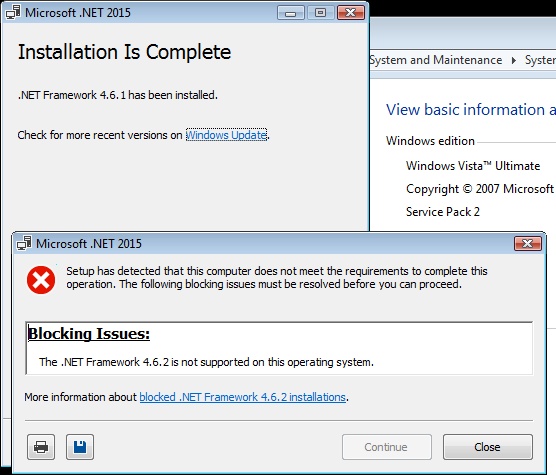 Microsoft .NET 2015
Installation Is Complete
.NET Framework 4.6.1 has been installed.
Check for more recent versions on Windows Update.
System and Maintenance
View basic information
Windows edition
Windows Vista™ Ultimate
Copyright © 2007 Microsoft
Service Pack 2
Microsoft .NET 2015
Setup has detected that this computer does not meet the requirements to complete this
operation. The following blocking issues must be resolved before you can proceed.
Blocking Issues:
The .NET Framework 4.6.2 is not supported on this operating system.
More information about blocked .NET Framework 4.6.2 installations.
Continue
Close